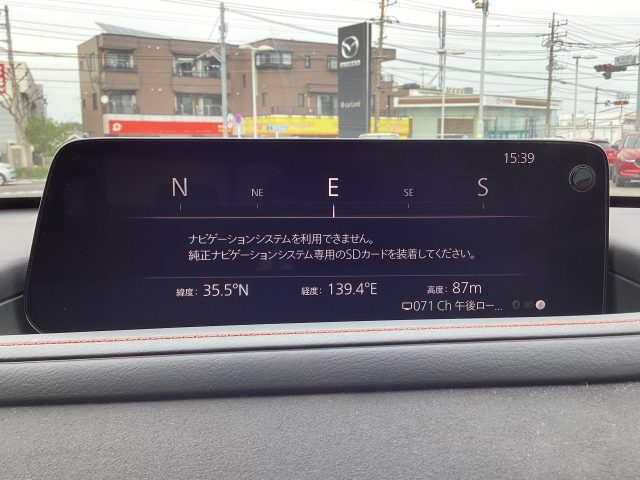 15:39
N NE E SE S
ナビゲーションシステムを利用できません。
純正ナビゲーションシステム専用のSDカードを装着してください。
緯度: 35.5°N 経度: 139.4°E 高度: 87m
071 Ch 午後ロー...